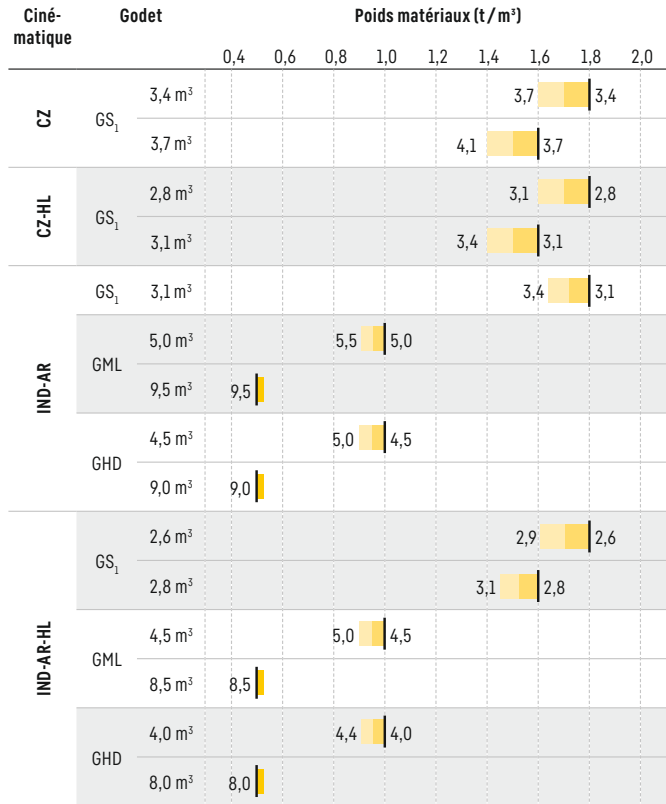 Ciné-
matique
Godet
Poids matériaux (t / m³)
0,4 0,6 0,8 1,0 1,2 1,4 1,6 1,8 2,0
CZ
GS₁
3,4 m³ 3,7 3,4
3,7 m³ 4,1 3,7
CZ-HL
GS₁
2,8 m³ 3,1 2,8
3,1 m³ 3,4 3,1
IND-AR
GS₁ 3,1 m³ 3,4 3,1
GML
5,0 m³ 5,5 5,0
9,5 m³ 9,5
GHD
4,5 m³ 5,0 4,5
9,0 m³ 9,0
IND-AR-HL
GS₁
2,6 m³ 2,9 2,6
2,8 m³ 3,1 2,8
GML
4,5 m³ 5,0 4,5
8,5 m³ 8,5
GHD
4,0 m³ 4,4 4,0
8,0 m³ 8,0